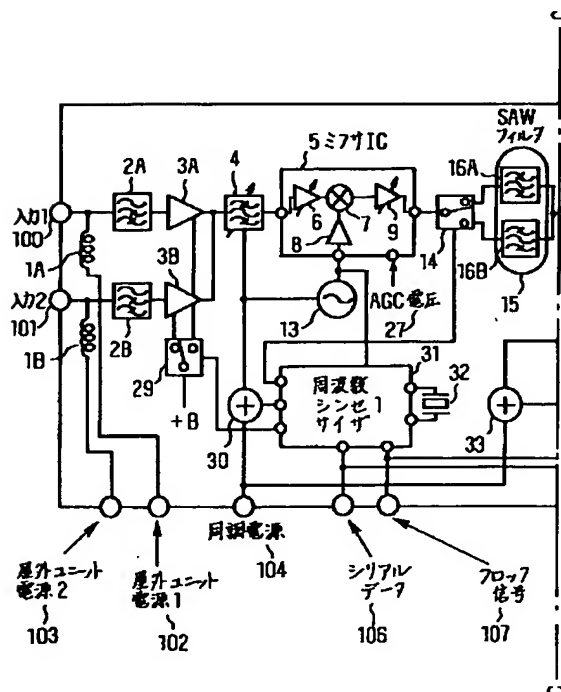 SAW
フィルタ
16A
16B
15
5 ミクサIC
2A
3A
4
6
7
9
8
14
入力1
100
1A
3B
入力2
101
1B
2B
29
+B
13
AGC 電圧
27
31
周波数
シンセ1
サイザ
32
30
33
同調電源
104
屋外ユニット
電源2
103
屋外ユニット
電源1
102
シリアル
データ
106
クロック
信号
107